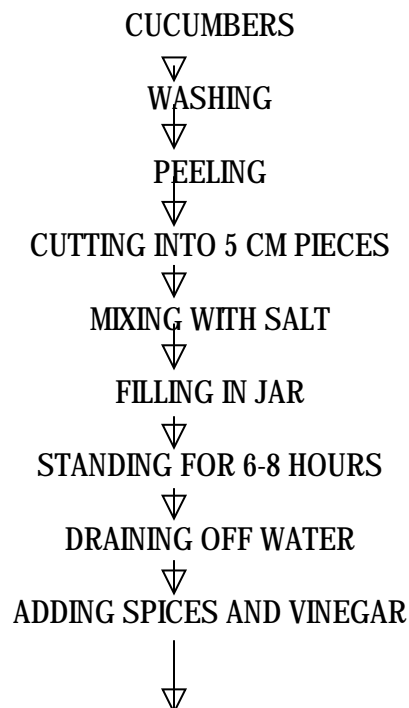 CUCUMBERS
WASHING
PEELING
CUTTING INTO 5 CM PIECES
MIXING WITH SALT
FILLING IN JAR
STANDING FOR 6-8 HOURS
DRAINING OFF WATER
ADDING SPICES AND VINEGAR